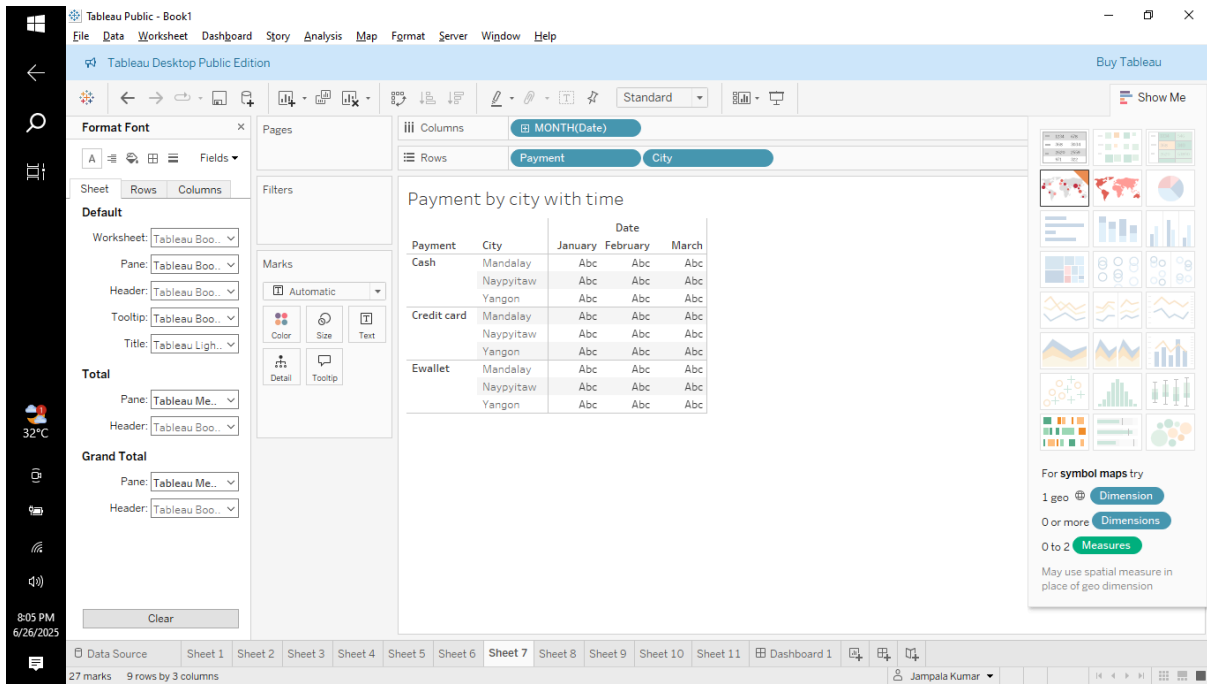 Tableau Public - Book1
File Data Worksheet Dashboard Story Analysis Map Format Server Window Help
Tableau Desktop Public Edition Buy Tableau
Standard Show Me
Format Font
Fields
Sheet Rows Columns
Default
Worksheet: Tableau Boo..
Pane: Tableau Boo..
Header: Tableau Boo..
Tooltip: Tableau Boo..
Title: Tableau Ligh..
Total
Pane: Tableau Me..
Header: Tableau Boo..
Grand Total
Pane: Tableau Me..
Header: Tableau Boo..
Clear
Pages
Filters
Marks
Automatic
Color Size Text
Detail Tooltip
Columns MONTH(Date)
Rows Payment City
Payment by city with time
Date
Payment City January February March
Cash Mandalay Abc Abc Abc
Naypyitaw Abc Abc Abc
Yangon Abc Abc Abc
Credit card Mandalay Abc Abc Abc
Naypyitaw Abc Abc Abc
Yangon Abc Abc Abc
Ewallet Mandalay Abc Abc Abc
Naypyitaw Abc Abc Abc
Yangon Abc Abc Abc
For symbol maps try
1 geo Dimension
0 or more Dimensions
0 to 2 Measures
May use spatial measure in
place of geo dimension
Data Source Sheet 1 Sheet 2 Sheet 3 Sheet 4 Sheet 5 Sheet 6 Sheet 7 Sheet 8 Sheet 9 Sheet 10 Sheet 11 Dashboard 1
27 marks 9 rows by 3 columns Jampala Kumar
1
32°C
8:05 PM
6/26/2025